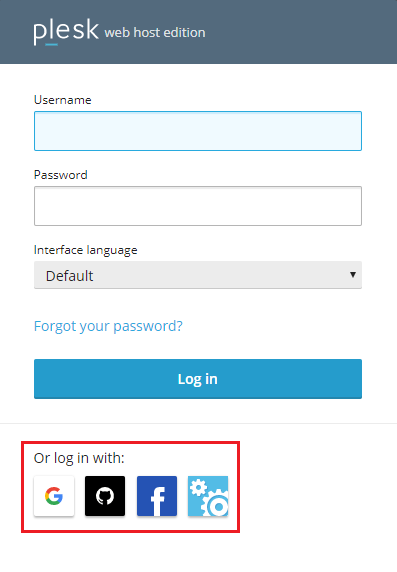 plesk web host edition
Username
Password
Interface language
Default
Forgot your password?
Log in
Or log in with: